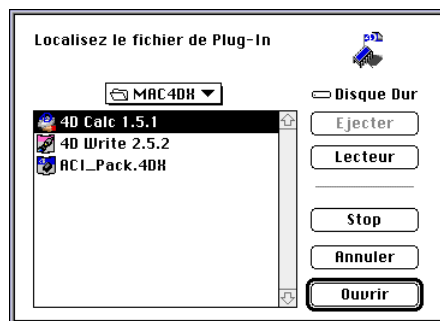 Localisez le fichier de Plug-In
MAC4DX
Disque Dur
4D Calc 1.5.1
4D Write 2.5.2
ACI_Pack.4DX
Ejecter
Lecteur
Stop
Annuler
Ouvrir